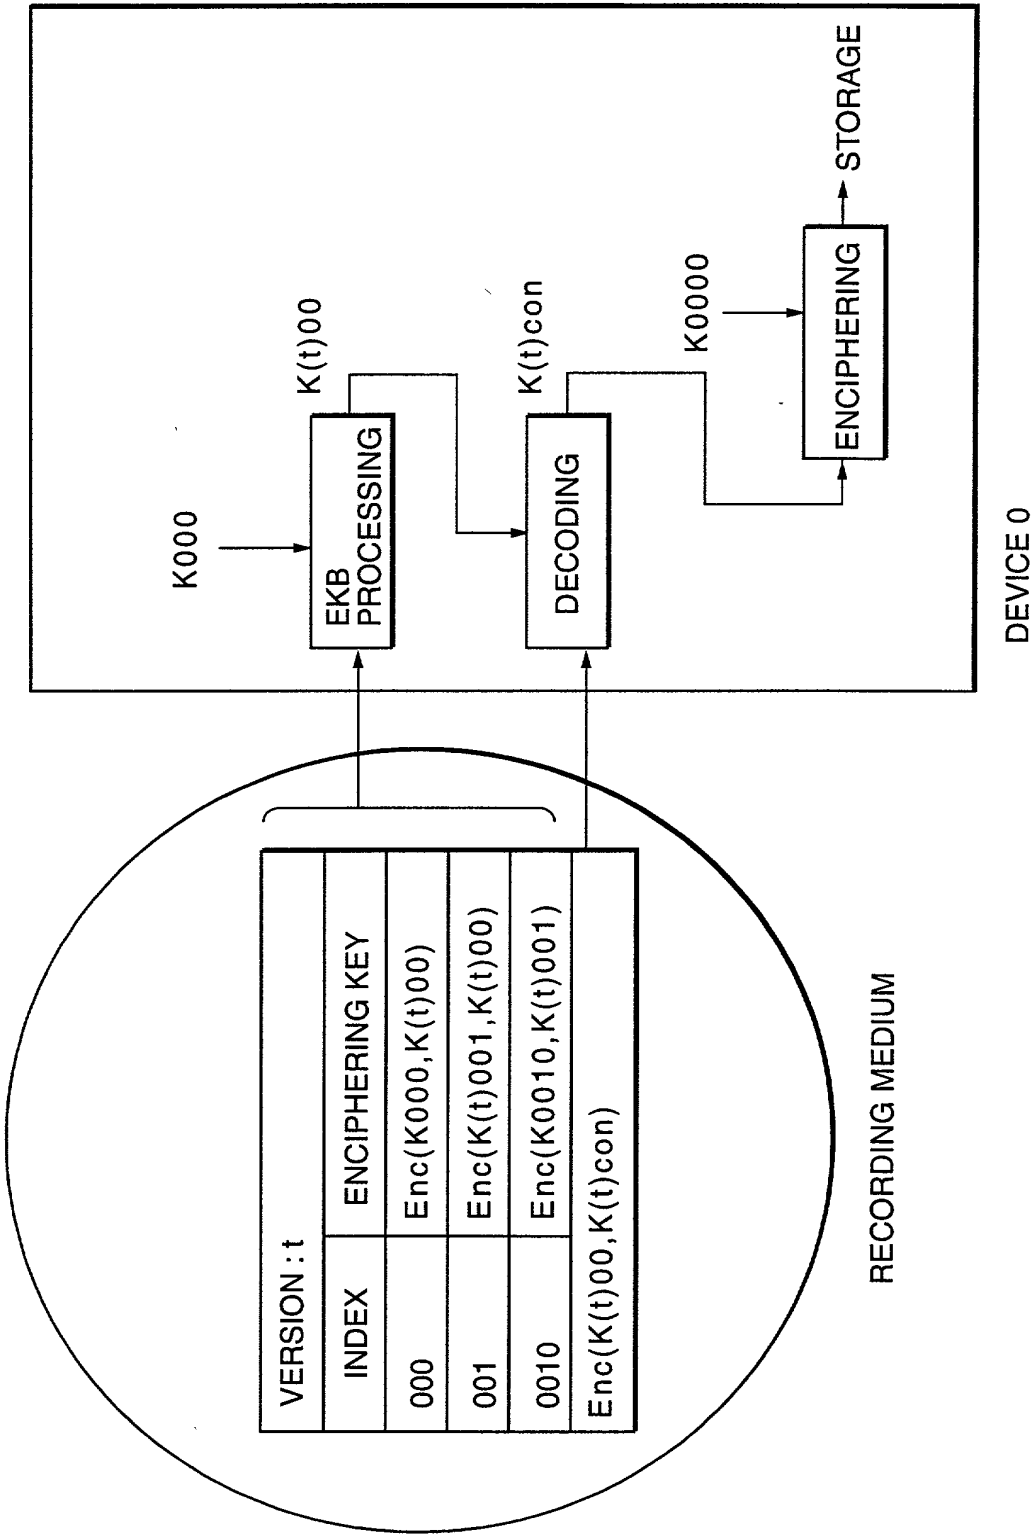 VERSION : t
INDEX ENCIPHERING KEY
000 Enc(K000,K(t)00)
001 Enc(K(t)001,K(t)00)
0010 Enc(K0010,K(t)001)
Enc(K(t)00,K(t)con)
RECORDING MEDIUM
K000
EKB
PROCESSING
K(t)00
DECODING
K(t)con
K0000
ENCIPHERING
STORAGE
DEVICE 0